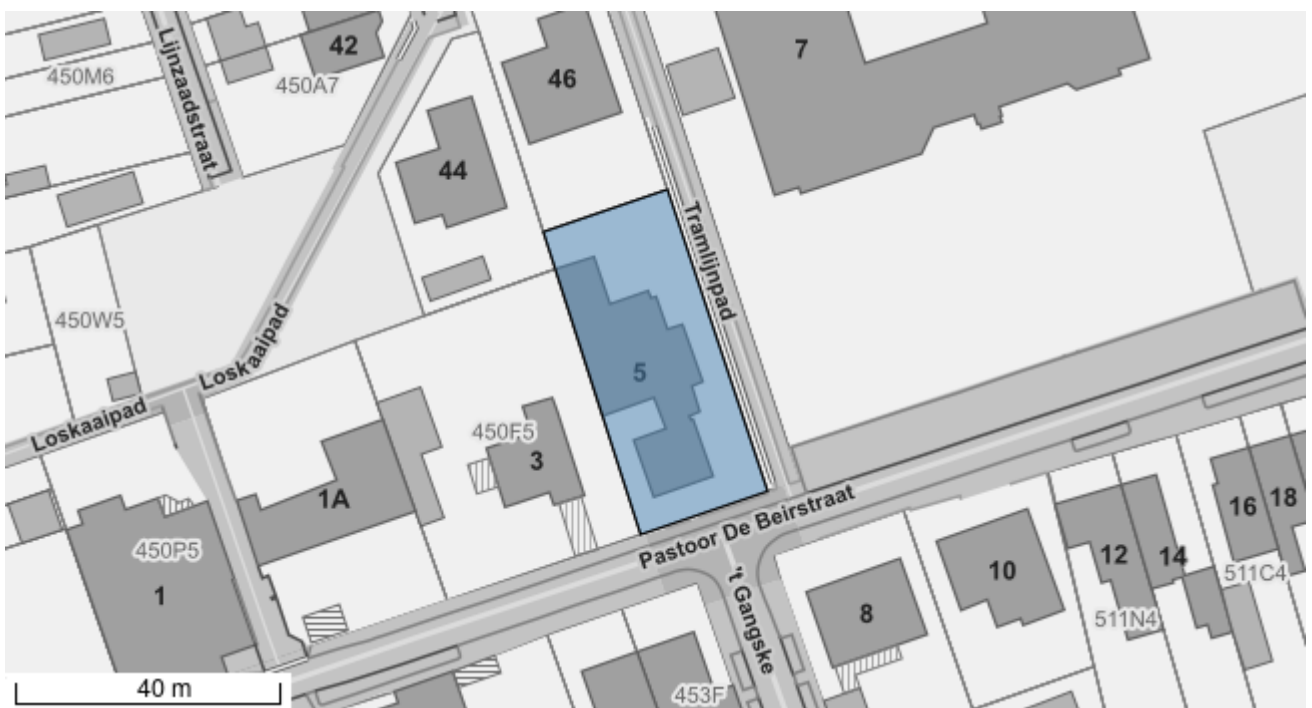 42
46
7
Lijnzaadstraat
450M6
450A7
44
Tramlijnpad
450W5
Loskaaipad
Loskaaipad
5
450F5
3
1A
450P5
1
Pastoor De Beirstraat
't Gangske
8
10
12
14
16
18
511C4
511N4
453F
40 m